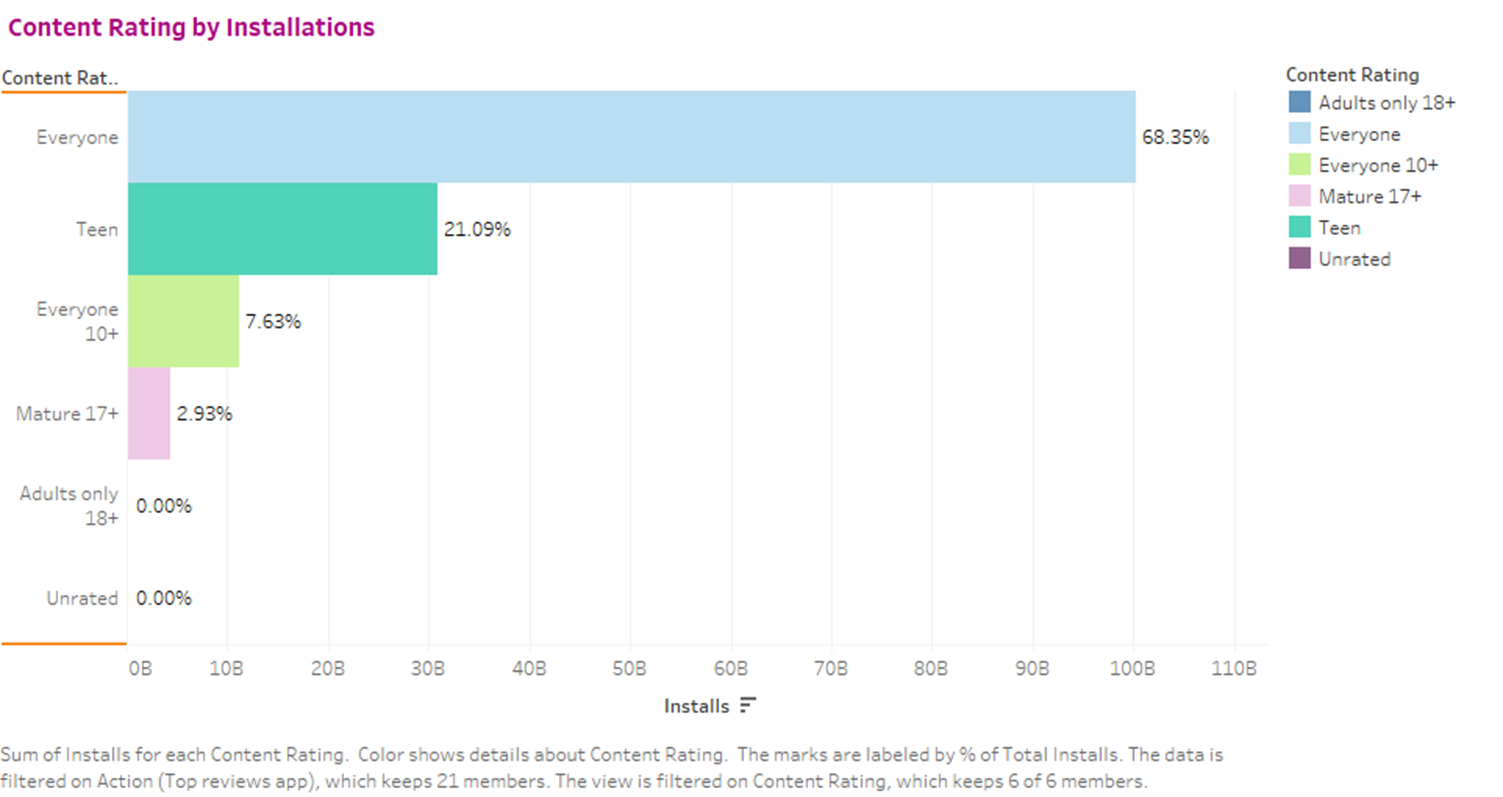 Content Rating by Installations
Content Rat..
Everyone
68.35%
Teen
21.09%
Everyone
10+
7.63%
Mature 17+
2.93%
Adults only
18+
0.00%
Unrated
0.00%
0B 10B 20B 30B 40B 50B 60B 70B 80B 90B 100B 110B
Installs
Content Rating
Adults only 18+
Everyone
Everyone 10+
Mature 17+
Teen
Unrated
Sum of Installs for each Content Rating.  Color shows details about Content Rating.  The marks are labeled by % of Total Installs. The data is
filtered on Action (Top reviews app), which keeps 21 members. The view is filtered on Content Rating, which keeps 6 of 6 members.